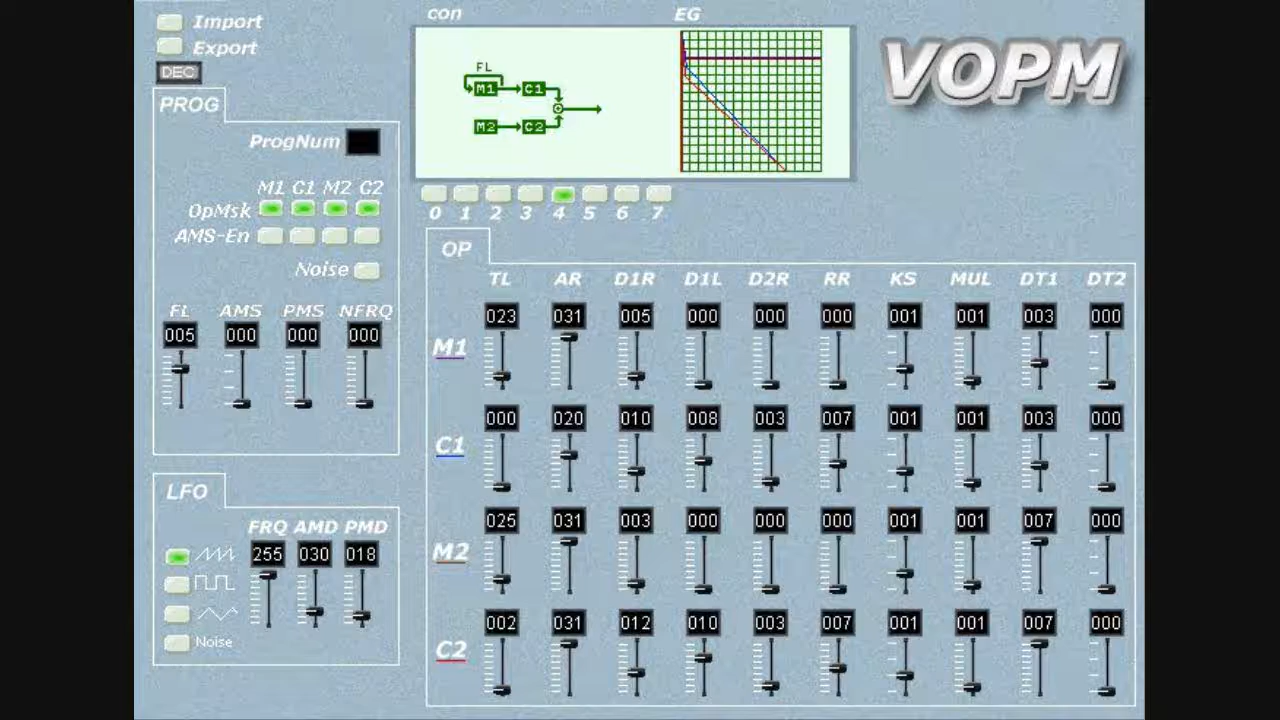 Import
Export
DEC
PROG
ProgNum
M1 C1 M2 C2
OpMsk
AMS-En
Noise
FL AMS PMS NFRQ
005 000 000 000
LFO
FRQ AMD PMD
255 030 018
Noise
con
EG
FL
M1 C1
M2 C2
0 1 2 3 4 5 6 7
VOPM
OP
TL AR D1R D1L D2R RR KS MUL DT1 DT2
M1 023 031 005 000 000 000 001 001 003 000
C1 000 020 010 008 003 007 001 001 003 000
M2 025 031 003 000 000 000 001 001 007 000
C2 002 031 012 010 003 007 001 001 007 000